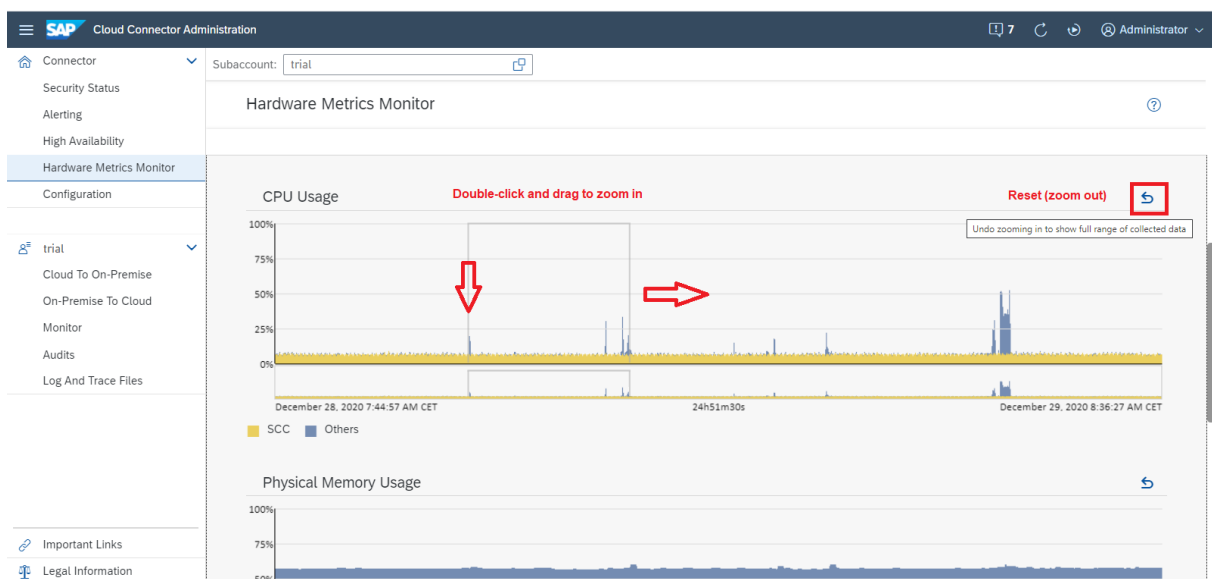 SAP Cloud Connector Administration 7 Administrator
Connector
Security Status
Alerting
High Availability
Hardware Metrics Monitor
Configuration
trial
Cloud To On-Premise
On-Premise To Cloud
Monitor
Audits
Log And Trace Files
Important Links
Legal Information
Subaccount: trial
Hardware Metrics Monitor
CPU Usage Double-click and drag to zoom in Reset (zoom out)
Undo zooming in to show full range of collected data
100%
75%
50%
25%
0%
December 28, 2020 7:44:57 AM CET 24h51m30s December 29, 2020 8:36:27 AM CET
SCC Others
Physical Memory Usage
100%
75%
50%